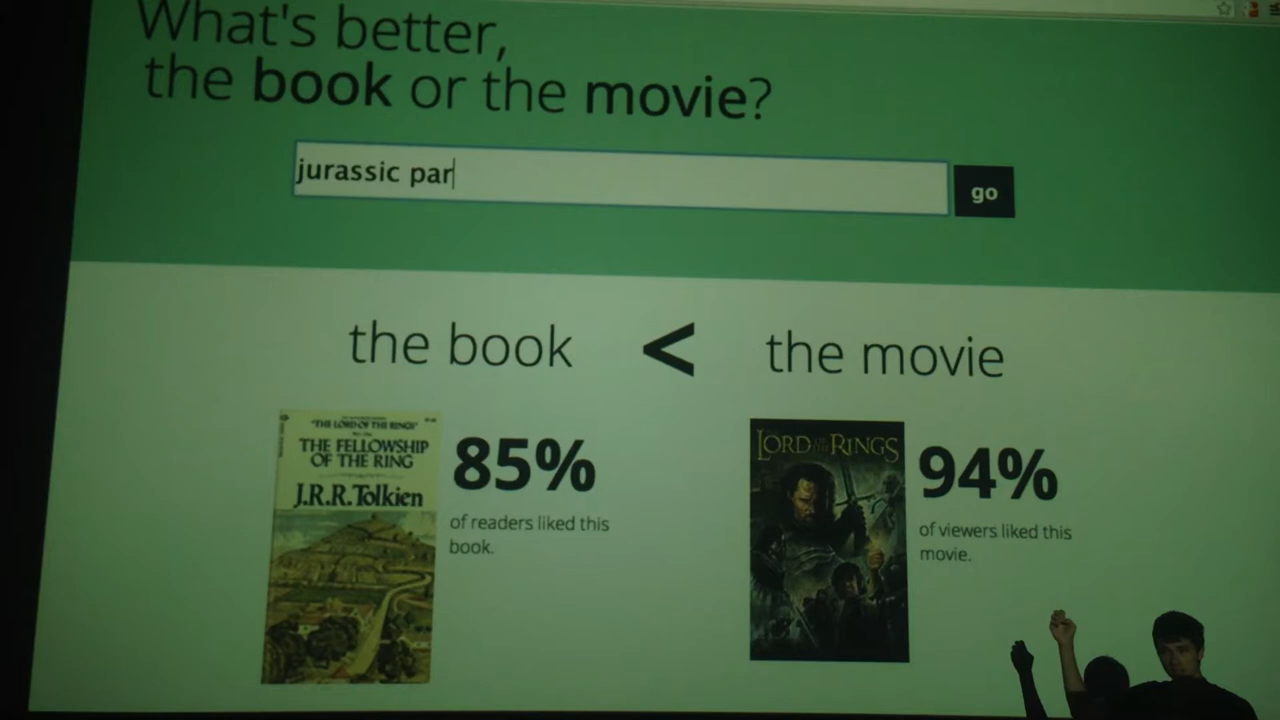 What's better,
the book or the movie?
jurassic par
go
the book < the movie
"THE LORD OF THE RINGS"
THE FELLOWSHIP
OF THE RING
J.R.R. Tolkien
85%
of readers liked this
book.
LORD OF THE RINGS
94%
of viewers liked this
movie.